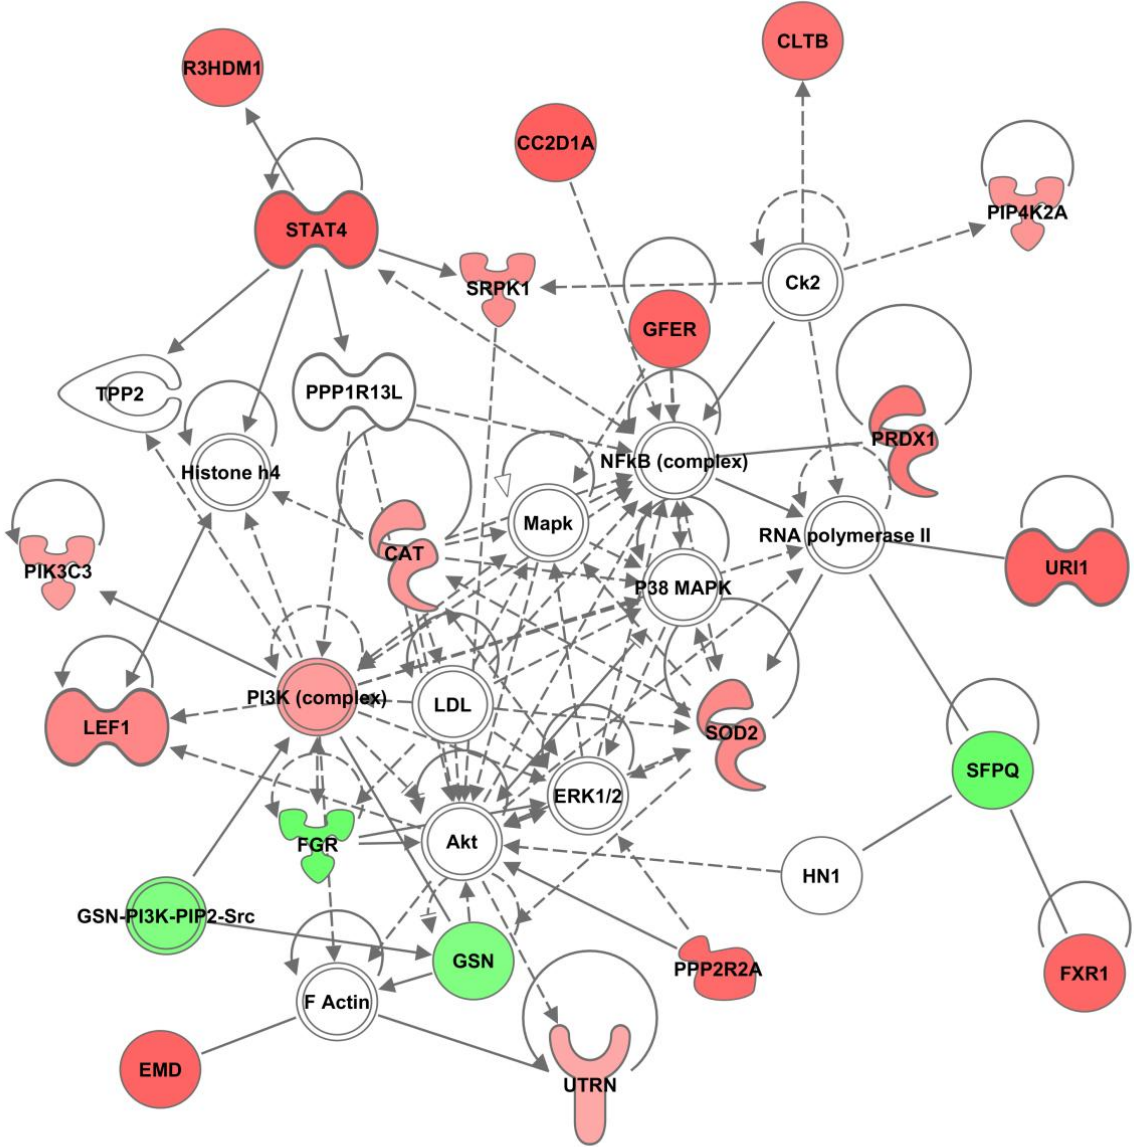 CLTB
R3HDM1
CC2D1A
PIP4K2A
STAT4
Ck2
SRPK1
GFER
TPP2
PPP1R13L
PRDX1
NFkB (complex)
Histone h4
Mapk
RNA polymerase II
CAT
URI1
PIK3C3
P38 MAPK
PI3K (complex)
LDL
LEF1
SOD2
SFPQ
ERK1/2
Akt
FGR
HN1
GSN-PI3K-PIP2-Src
GSN
PPP2R2A
FXR1
F Actin
EMD
UTRN